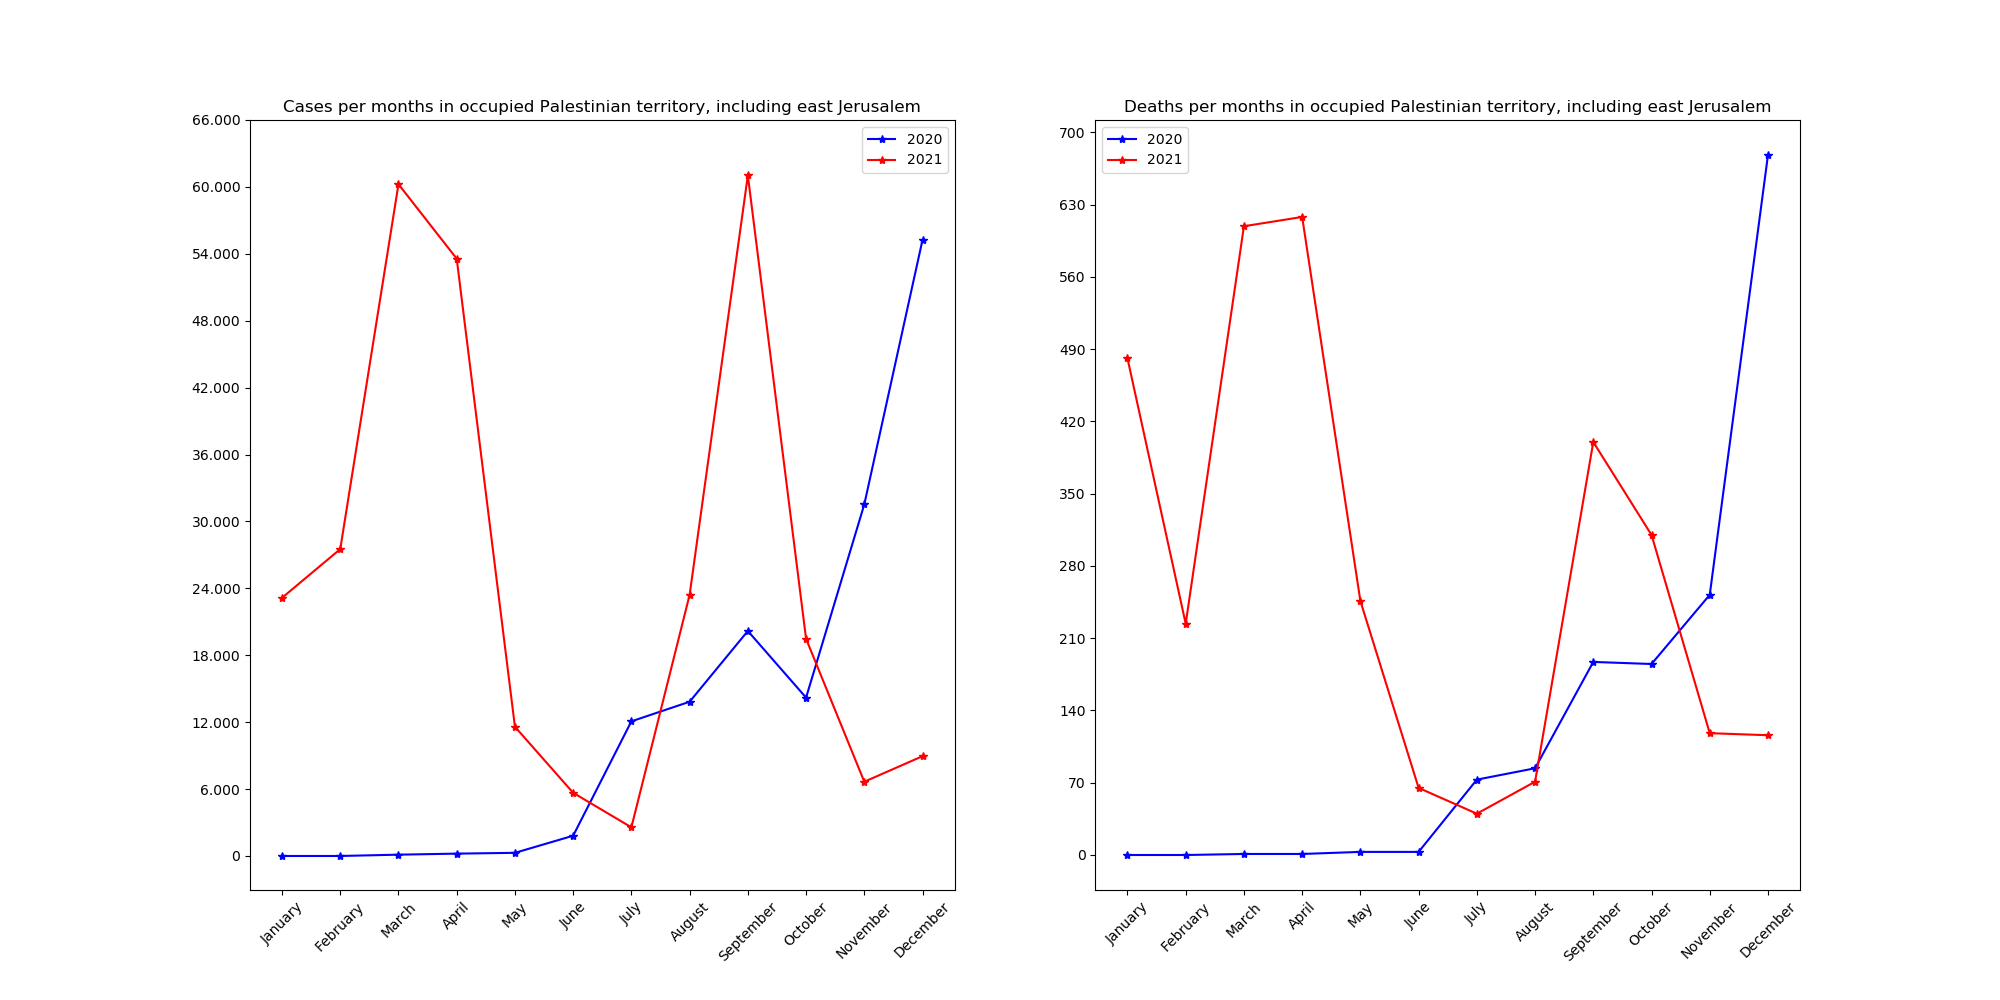 Cases per months in occupied Palestinian territory, including east Jerusalem
66.000
60.000
54.000
48.000
42.000
36.000
30.000
24.000
18.000
12.000
6.000
0
2020
2021
January
February
March
April
May
June
July
August
September
October
November
December
Deaths per months in occupied Palestinian territory, including east Jerusalem
700
630
560
490
420
350
280
210
140
70
0
2020
2021
January
February
March
April
May
June
July
August
September
October
November
December